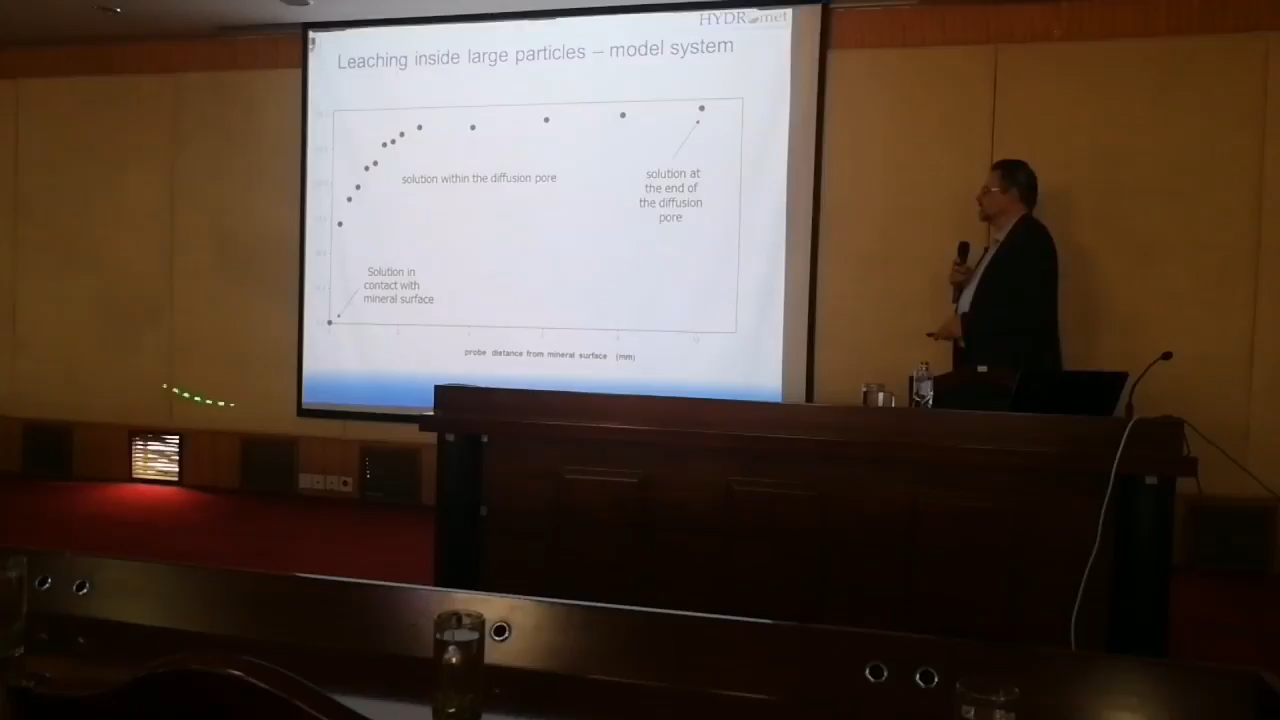 HYDROmet
Leaching inside large particles – model system
solution within the diffusion pore
solution at
the end of
the diffusion
pore
Solution in
contact with
mineral surface
probe distance from mineral surface (mm)